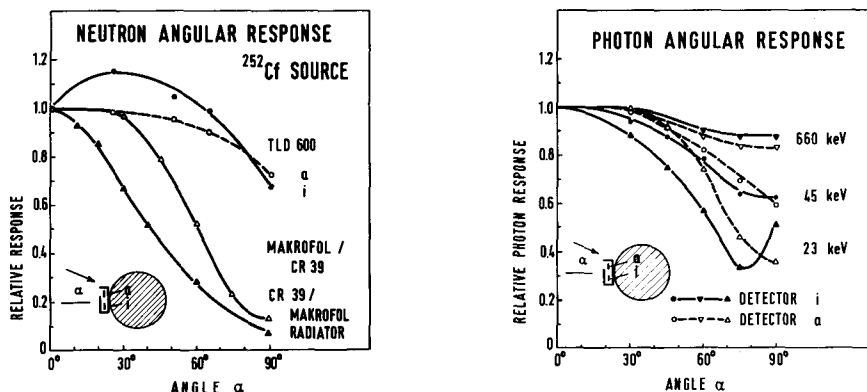 NEUTRON ANGULAR RESPONSE
252Cf SOURCE
RELATIVE RESPONSE
1.2
1.0
0.8
0.6
0.4
0.2
0
TLD 600
a
i
MAKROFOL /
CR 39
CR 39 /
MAKROFOL
RADIATOR
α
a
i
0° 30° 60° 90°
ANGLE α
PHOTON ANGULAR RESPONSE
RELATIVE PHOTON RESPONSE
1.0
0.8
0.6
0.4
0.2
0
660 keV
45 keV
23 keV
α
a
i
DETECTOR i
DETECTOR a
0° 30° 60° 90°
ANGLE α